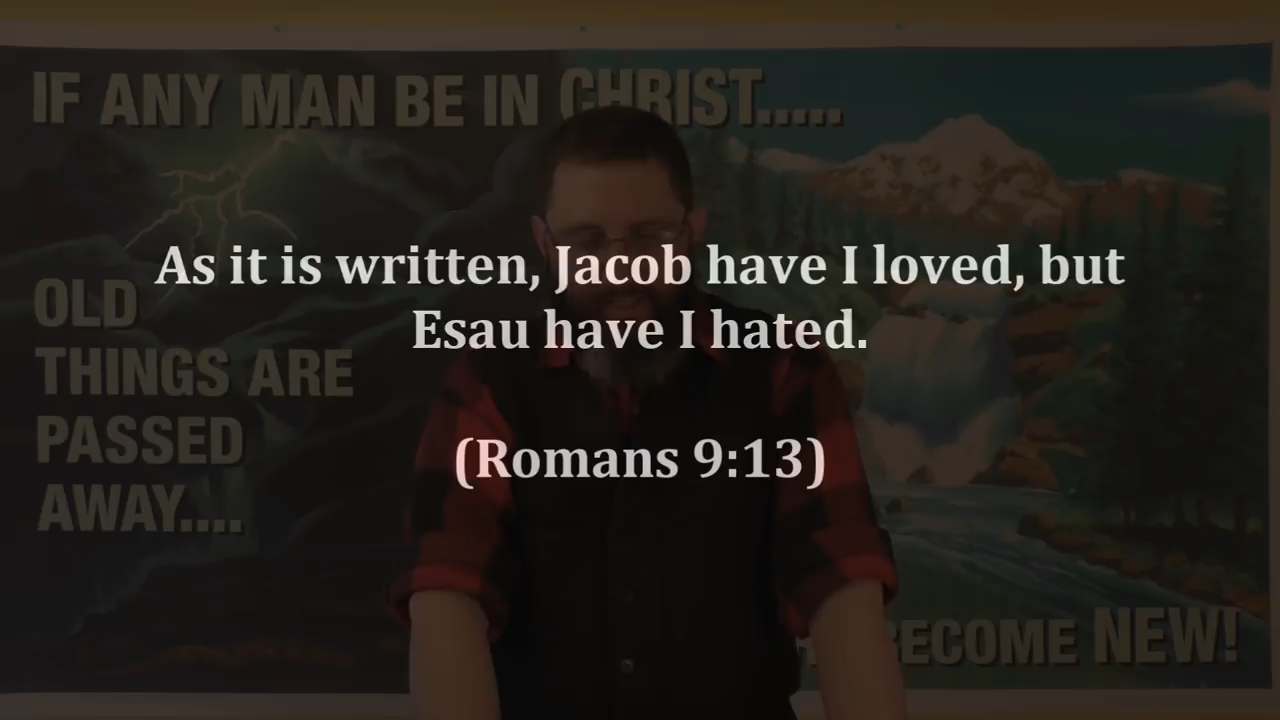 IF ANY MAN BE IN CHRIST.....
As it is written, Jacob have I loved, but
Esau have I hated.
(Romans 9:13)
OLD
THINGS ARE
PASSED
AWAY....
BECOME NEW!